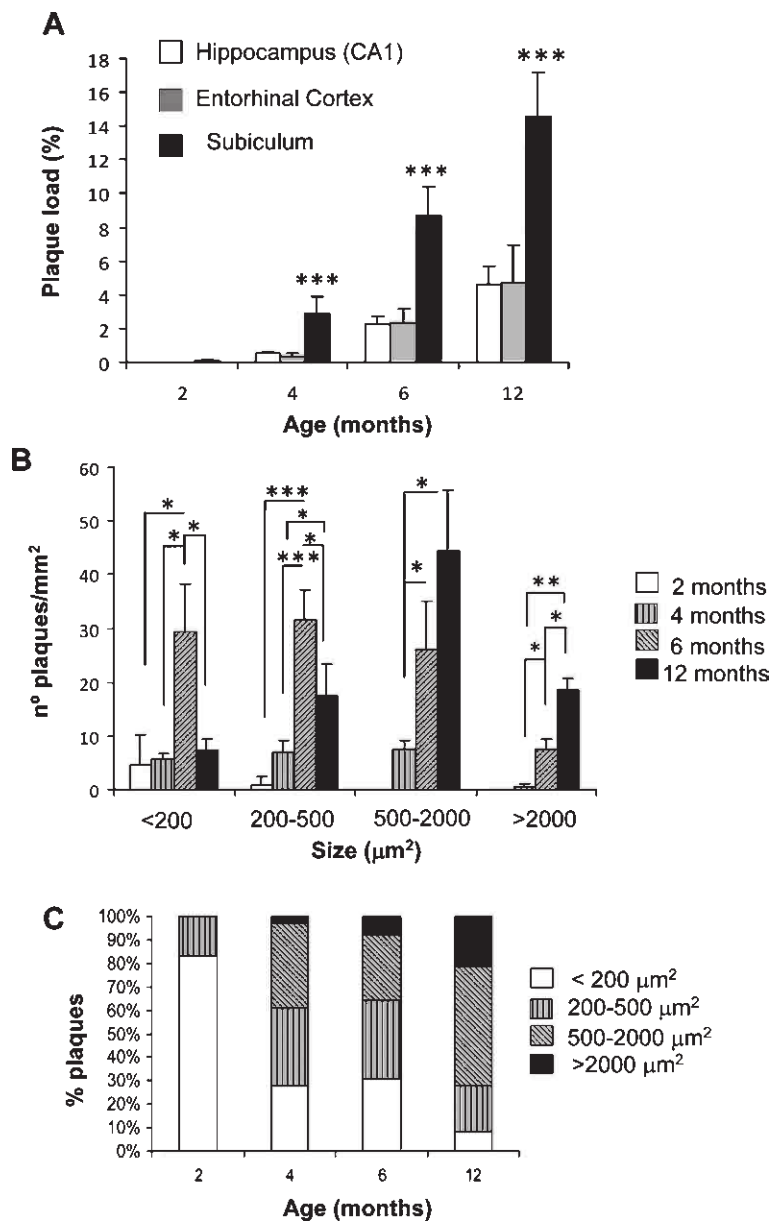 A
Hippocampus (CA1)
Entorhinal Cortex
Subiculum
Plaque load (%)
18
16
14
12
10
8
6
4
2
0
***
***
***
2 4 6 12
Age (months)
B
nº plaques/mm²
60
50
40
30
20
10
0
* * *
*** * * ***
* *
** * *
2 months
4 months
6 months
12 months
<200 200-500 500-2000 >2000
Size (μm²)
C
% plaques
100%
90%
80%
70%
60%
50%
40%
30%
20%
10%
0%
< 200 μm²
200-500 μm²
500-2000 μm²
>2000 μm²
2 4 6 12
Age (months)